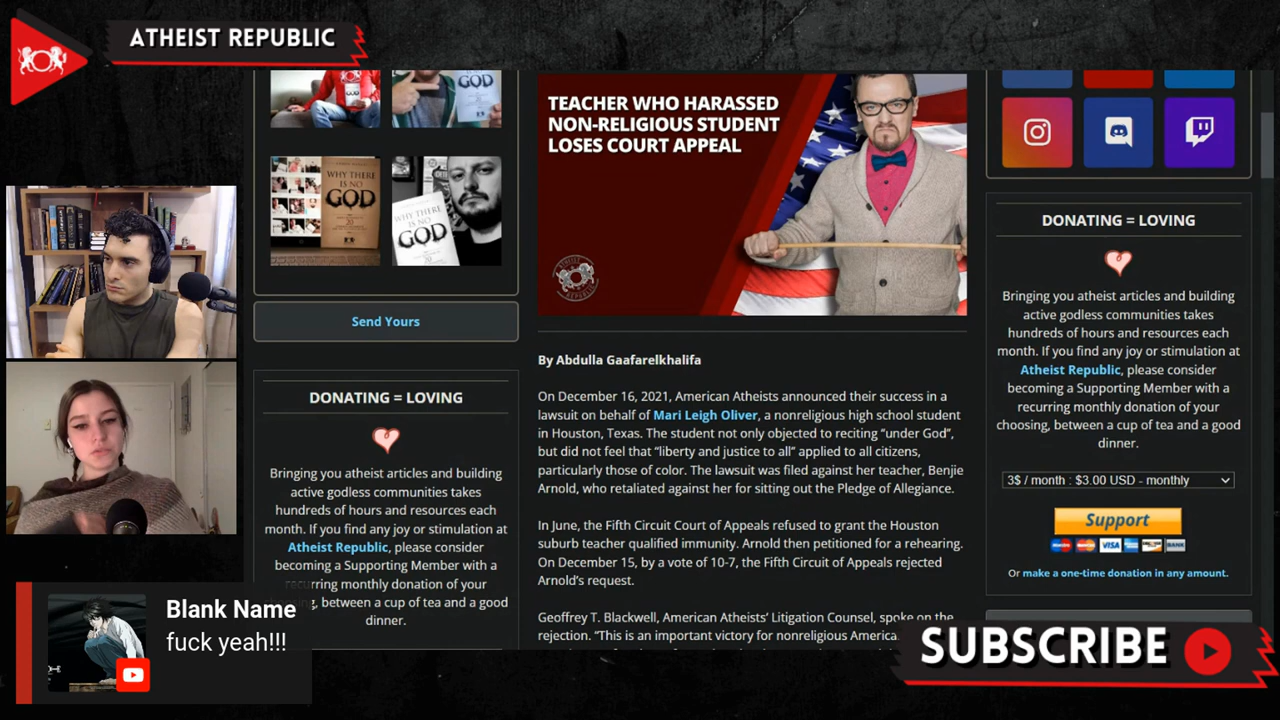 ATHEIST REPUBLIC
WHY THERE
IS NO
GOD
WHY THERE
IS NO
GOD
20
Send Yours
DONATING = LOVING
Bringing you atheist articles and building
active godless communities takes
hundreds of hours and resources each
month. If you find any joy or stimulation at
Atheist Republic, please consider
becoming a Supporting Member with a
recurring monthly donation of your
, between a cup of tea and a good
dinner.
TEACHER WHO HARASSED
NON-RELIGIOUS STUDENT
LOSES COURT APPEAL
By Abdulla Gaafarelkhalifa
On December 16, 2021, American Atheists announced their success in a
lawsuit on behalf of Mari Leigh Oliver, a nonreligious high school student
in Houston, Texas. The student not only objected to reciting “under God”,
but did not feel that “liberty and justice to all” applied to all citizens,
particularly those of color. The lawsuit was filed against her teacher, Benjie
Arnold, who retaliated against her for sitting out the Pledge of Allegiance.
In June, the Fifth Circuit Court of Appeals refused to grant the Houston
suburb teacher qualified immunity. Arnold then petitioned for a rehearing.
On December 15, by a vote of 10-7, the Fifth Circuit of Appeals rejected
Arnold’s request.
Geoffrey T. Blackwell, American Atheists’ Litigation Counsel, spoke on the
rejection. “This is an important victory for nonreligious America
DONATING = LOVING
Bringing you atheist articles and building
active godless communities takes
hundreds of hours and resources each
month. If you find any joy or stimulation at
Atheist Republic, please consider
becoming a Supporting Member with a
recurring monthly donation of your
choosing, between a cup of tea and a good
dinner.
3$ / month : $3.00 USD - monthly
Support
VISA
BANK
Or make a one-time donation in any amount.
Blank Name
fuck yeah!!!
SUBSCRIBE